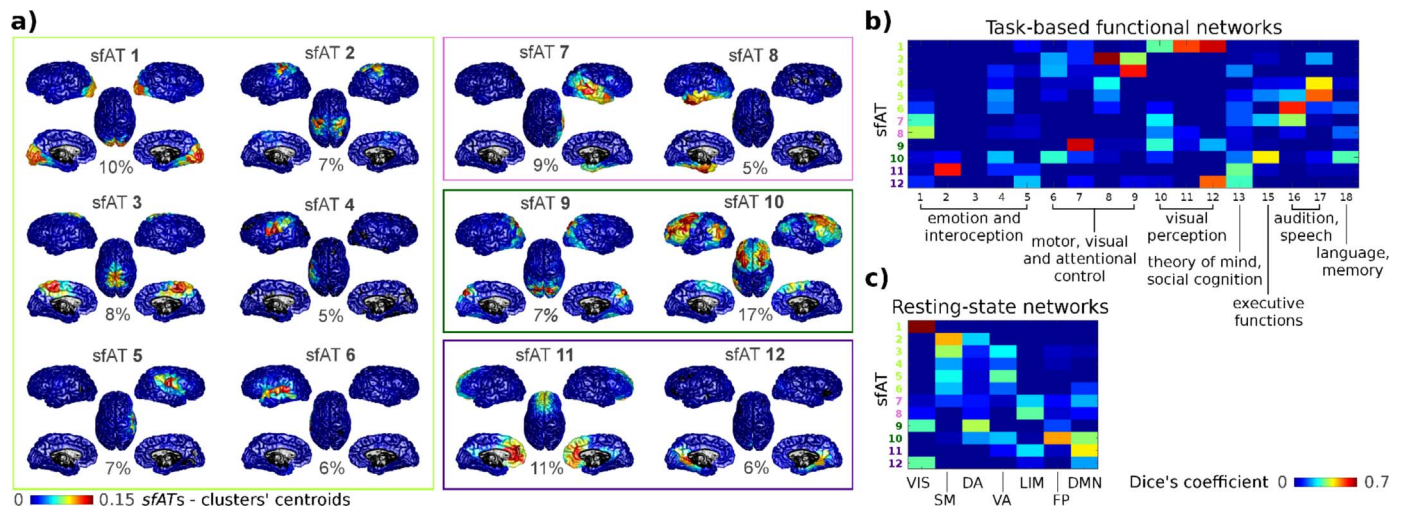 a)
sfAT 1
sfAT 2
10%
7%
sfAT 3
sfAT 4
8%
5%
sfAT 5
sfAT 6
7%
6%
0 0.15 sfATs - clusters' centroids
sfAT 7
sfAT 8
9%
5%
sfAT 9
sfAT 10
7%
17%
sfAT 11
sfAT 12
11%
6%
b)
Task-based functional networks
sfAT
1
2
3
4
5
6
7
8
9
10
11
12
1 2 3 4 5 6 7 8 9 10 11 12 13 15 16 17 18
emotion and
interoception
motor, visual
and attentional
control
visual
perception
theory of mind,
social cognition
executive
functions
audition,
speech
language,
memory
c)
Resting-state networks
sfAT
1
2
3
4
5
6
7
8
9
10
11
12
VIS SM DA VA LIM FP DMN
Dice's coefficient 0 0.7